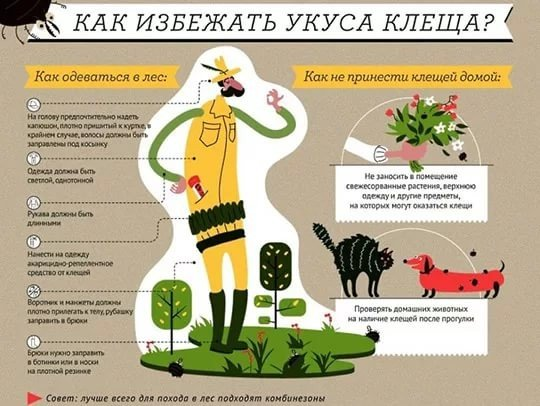 КАК ИЗБЕЖАТЬ УКУСА КЛЕЩА?
Как одеваться в лес:
На голову предпочтительно надеть
капюшон, плотно пришитый к куртке, в
крайнем случае, волосы должны быть
заправлены под косынку
Одежда должна быть
светлой, однотонной
Рукава должны быть
длинными
Нанести на одежду
акарицидно-репеллентное
средство от клещей
Воротник и манжеты должны
плотно прилегать к телу, рубашку
заправить в брюки
Брюки нужно заправить
в ботинки или в носки
на плотной резинке
Совет: лучше всего для похода в лес подходят комбинезоны
Как не принести клещей домой:
Не заносить в помещение
свежесорванные растения, верхнюю
одежду и другие предметы,
на которых могут оказаться клещи
Проверять домашних животных
на наличие клещей после прогулки